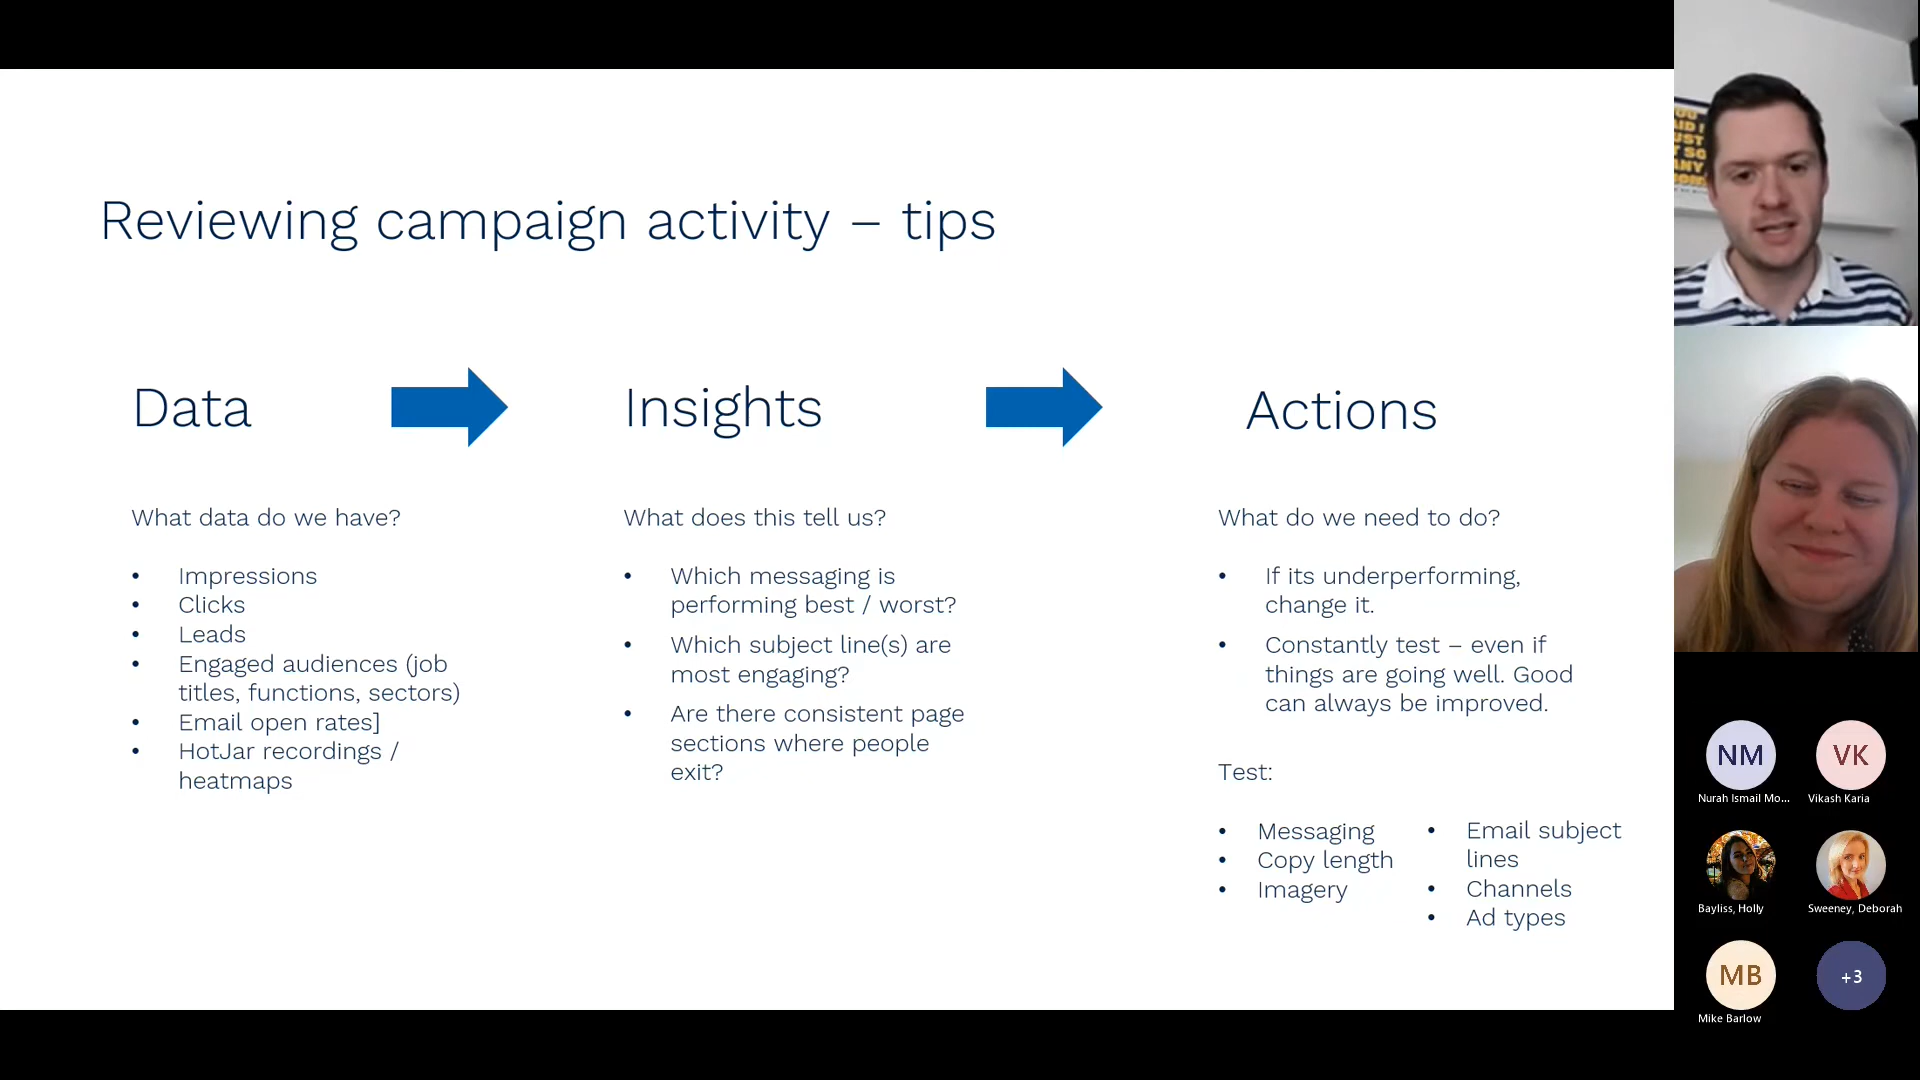 Reviewing campaign activity – tips
Data
Insights
Actions
What data do we have?
• Impressions
• Clicks
• Leads
• Engaged audiences (job
titles, functions, sectors)
• Email open rates]
• HotJar recordings /
heatmaps
What does this tell us?
• Which messaging is
performing best / worst?
• Which subject line(s) are
most engaging?
• Are there consistent page
sections where people
exit?
What do we need to do?
• If its underperforming,
change it.
• Constantly test – even if
things are going well. Good
can always be improved.
Test:
• Messaging
• Copy length
• Imagery
• Email subject
lines
• Channels
• Ad types
NM
Nurah Ismail Mo...
VK
Vikash Karia
Bayliss, Holly
Sweeney, Deborah
MB
Mike Barlow
+3